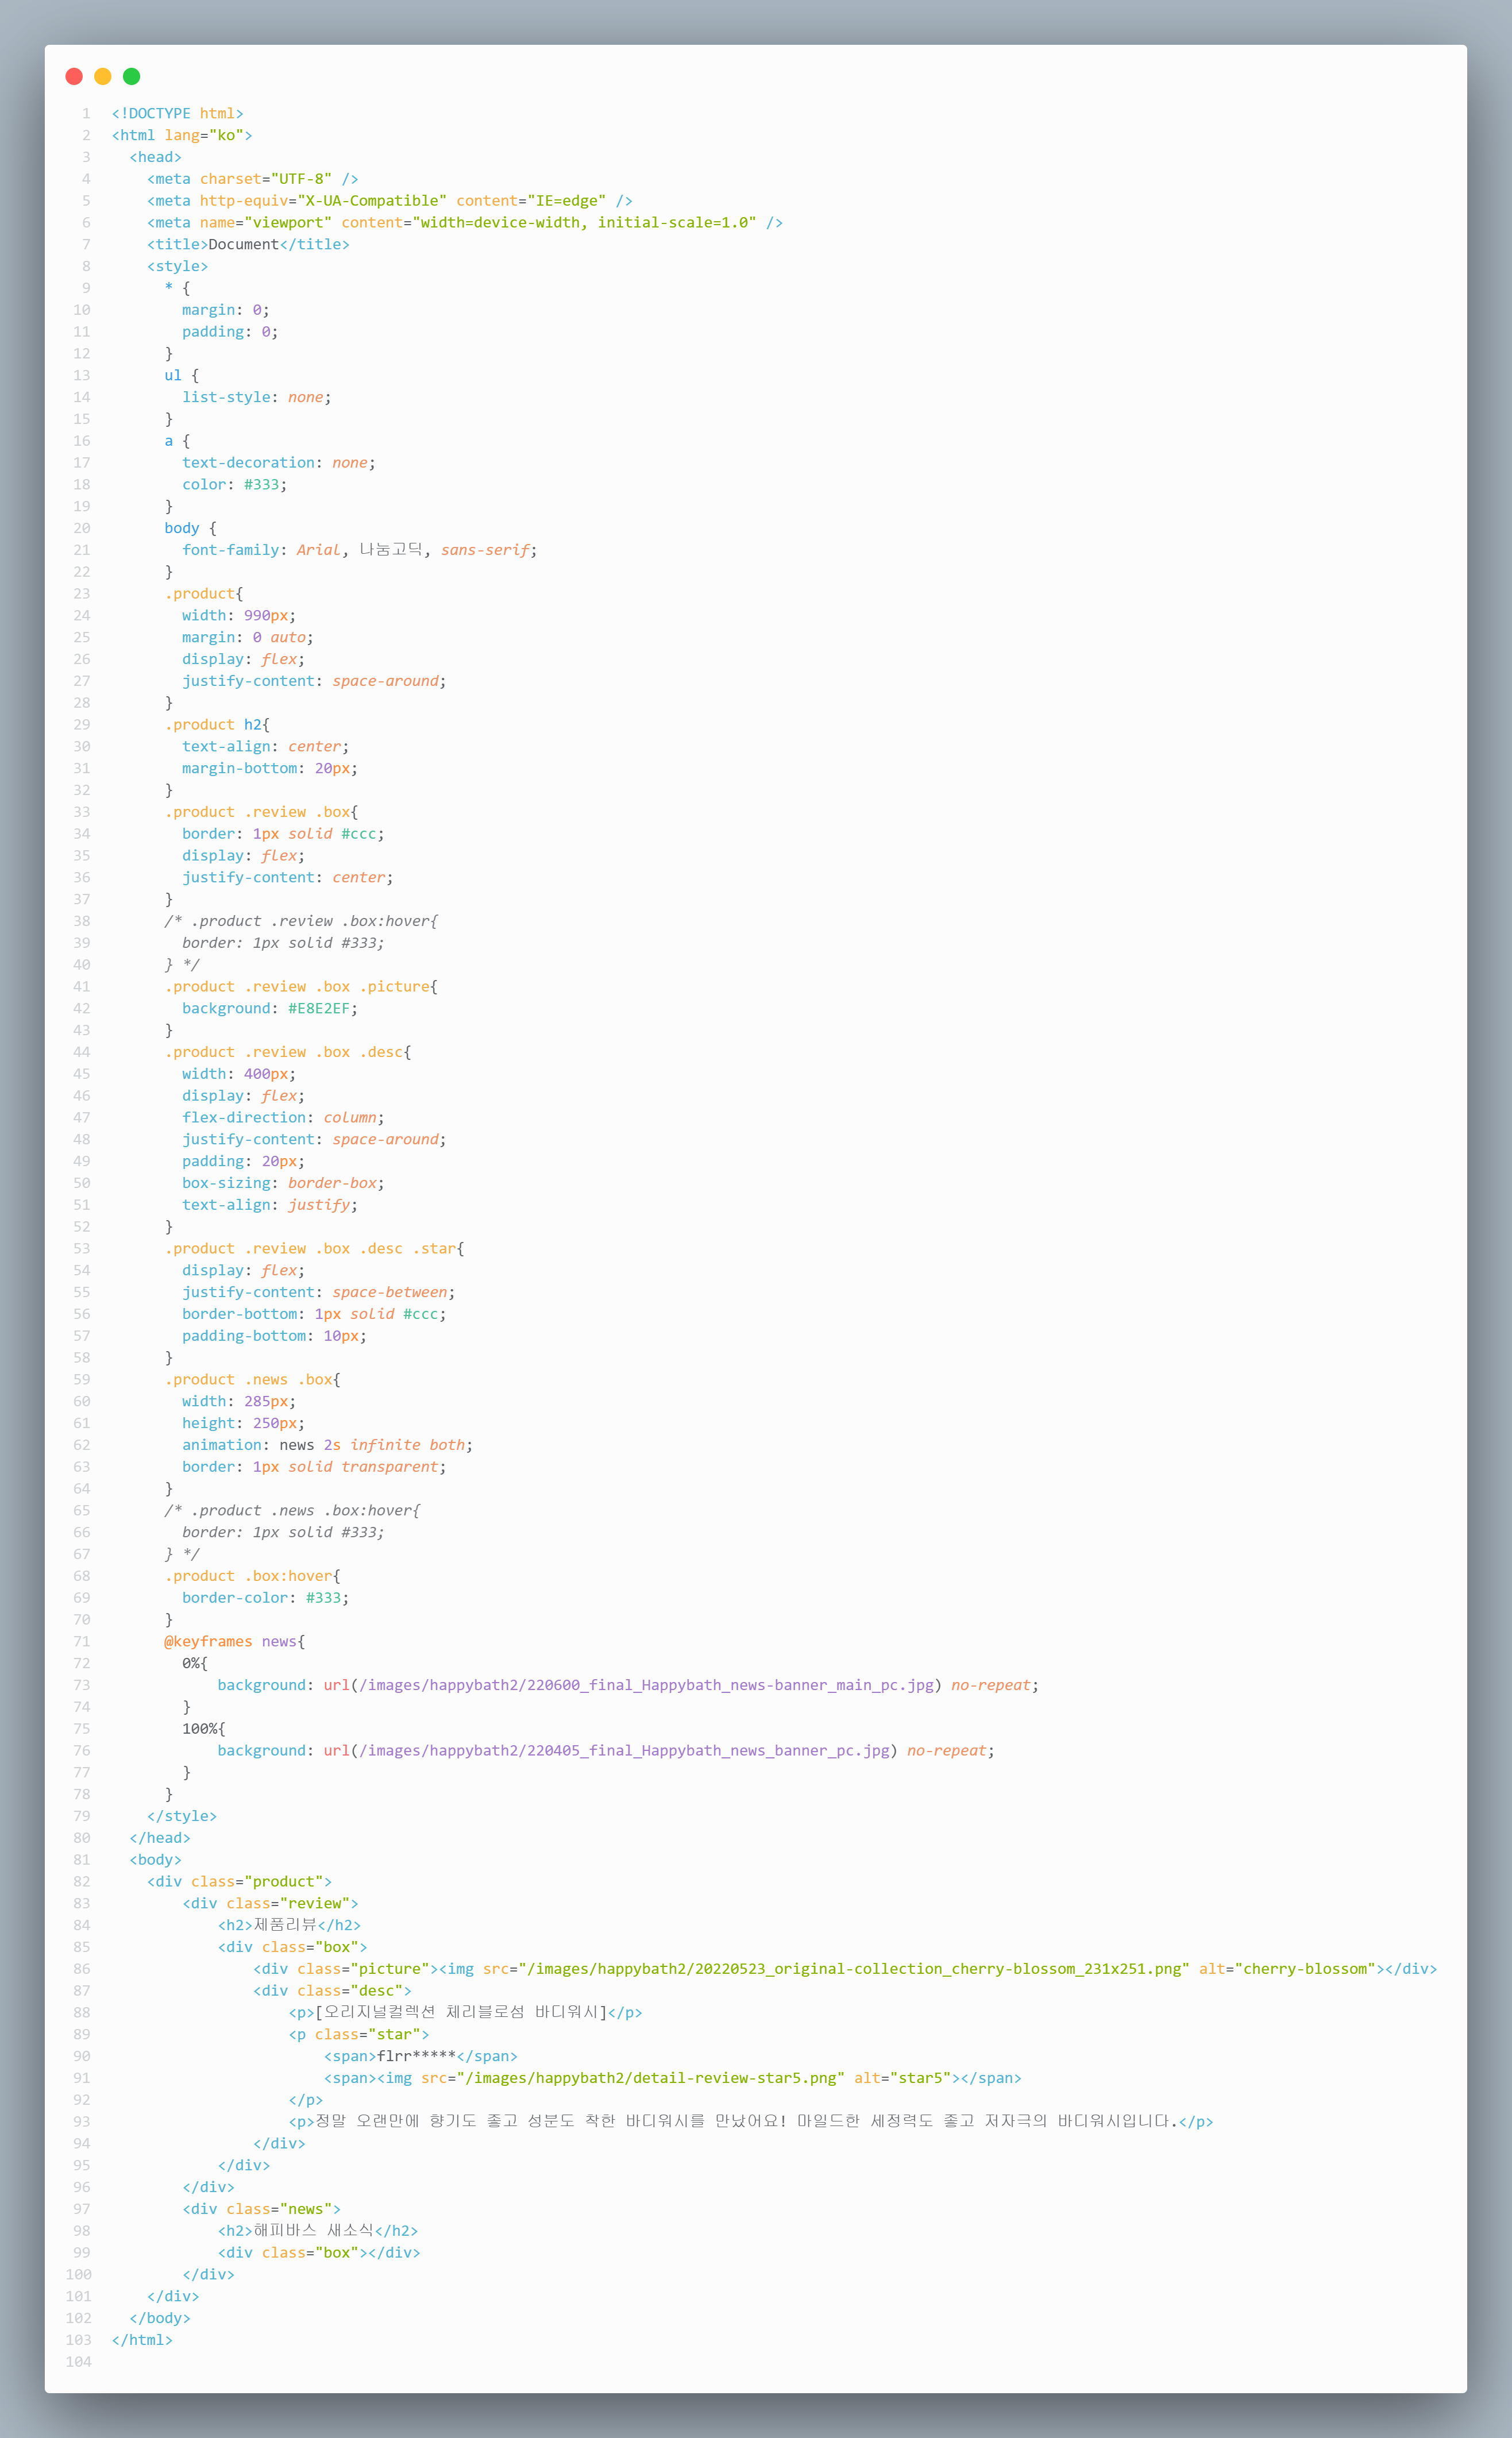 1 <!DOCTYPE html>
2 <html lang="ko">
3 <head>
4 <meta charset="UTF-8" />
5 <meta http-equiv="X-UA-Compatible" content="IE=edge" />
6 <meta name="viewport" content="width=device-width, initial-scale=1.0" />
7 <title>Document</title>
8 <style>
9 * {
10 margin: 0;
11 padding: 0;
12 }
13 ul {
14 list-style: none;
15 }
16 a {
17 text-decoration: none;
18 color: #333;
19 }
20 body {
21 font-family: Arial, 나눔고딕, sans-serif;
22 }
23 .product{
24 width: 990px;
25 margin: 0 auto;
26 display: flex;
27 justify-content: space-around;
28 }
29 .product h2{
30 text-align: center;
31 margin-bottom: 20px;
32 }
33 .product .review .box{
34 border: 1px solid #ccc;
35 display: flex;
36 justify-content: center;
37 }
38 /* .product .review .box:hover{
39 border: 1px solid #333;
40 } */
41 .product .review .box .picture{
42 background: #E8E2EF;
43 }
44 .product .review .box .desc{
45 width: 400px;
46 display: flex;
47 flex-direction: column;
48 justify-content: space-around;
49 padding: 20px;
50 box-sizing: border-box;
51 text-align: justify;
52 }
53 .product .review .box .desc .star{
54 display: flex;
55 justify-content: space-between;
56 border-bottom: 1px solid #ccc;
57 padding-bottom: 10px;
58 }
59 .product .news .box{
60 width: 285px;
61 height: 250px;
62 animation: news 2s infinite both;
63 border: 1px solid transparent;
64 }
65 /* .product .news .box:hover{
66 border: 1px solid #333;
67 } */
68 .product .box:hover{
69 border-color: #333;
70 }
71 @keyframes news{
72 0%{
73 background: url(/images/happybath2/220600_final_Happybath_news-banner_main_pc.jpg) no-repeat;
74 }
75 100%{
76 background: url(/images/happybath2/220405_final_Happybath_news_banner_pc.jpg) no-repeat;
77 }
78 }
79 </style>
80 </head>
81 <body>
82 <div class="product">
83 <div class="review">
84 <h2>제품리뷰</h2>
85 <div class="box">
86 <div class="picture"><img src="/images/happybath2/20220523_original-collection_cherry-blossom_231x251.png" alt="cherry-blossom"></div>
87 <div class="desc">
88 <p>[오리지널컬렉션 체리블로섬 바디워시]</p>
89 <p class="star">
90 <span>flrr*****</span>
91 <span><img src="/images/happybath2/detail-review-star5.png" alt="star5"></span>
92 </p>
93 <p>정말 오랜만에 향기도 좋고 성분도 착한 바디워시를 만났어요! 마일드한 세정력도 좋고 저자극의 바디워시입니다.</p>
94 </div>
95 </div>
96 </div>
97 <div class="news">
98 <h2>해피바스 새소식</h2>
99 <div class="box"></div>
100 </div>
101 </div>
102 </body>
103 </html>
104